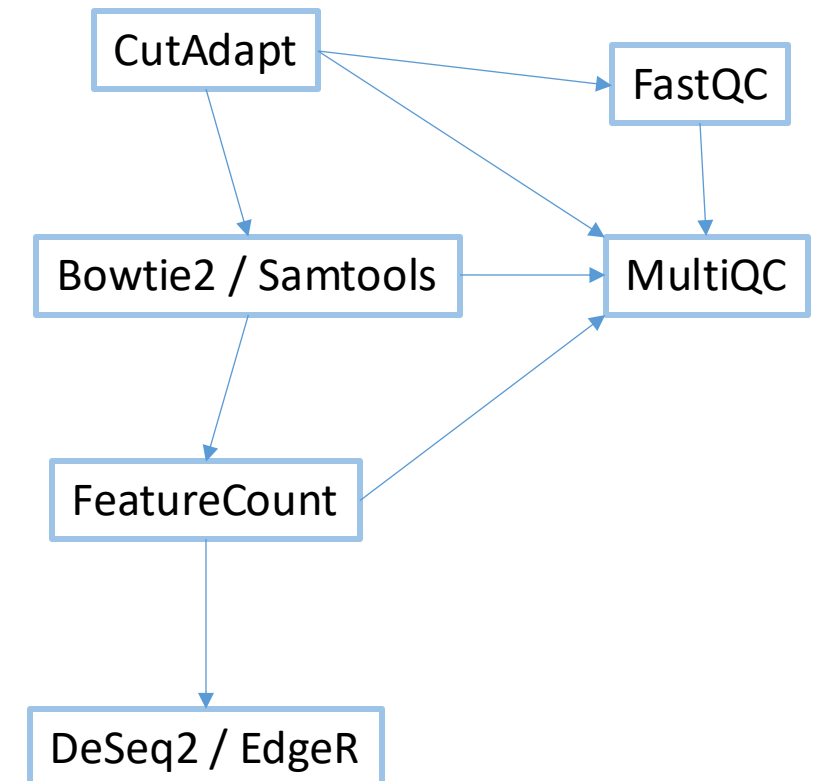 CutAdapt
FastQC
Bowtie2 / Samtools
MultiQC
FeatureCount
DeSeq2 / EdgeR